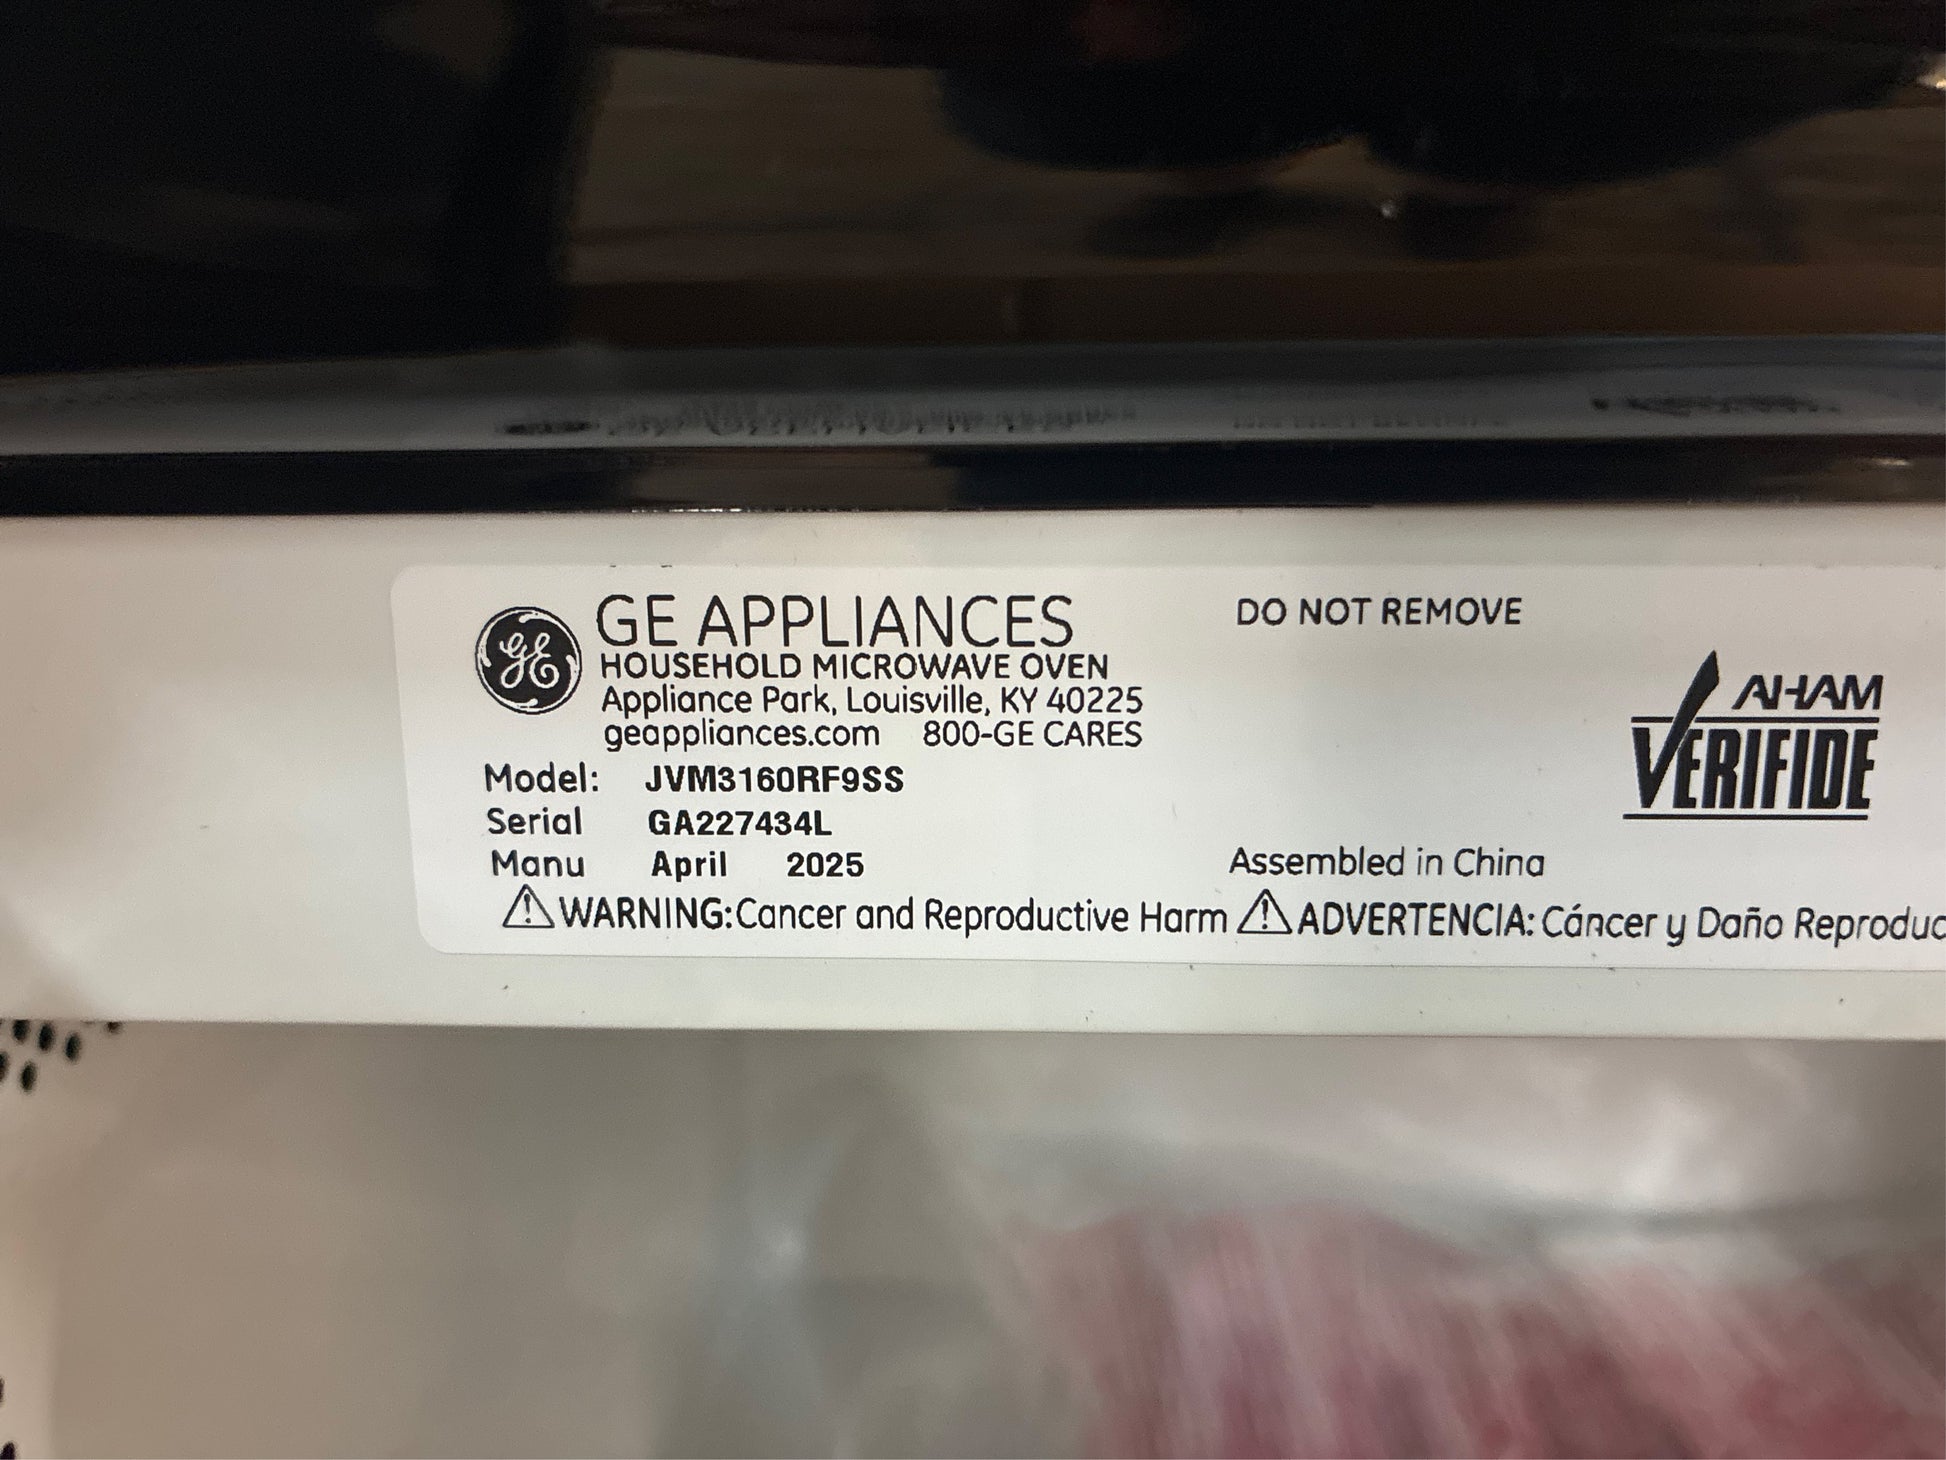 GE APPLIANCES
HOUSEHOLD MICROWAVE OVEN
Appliance Park, Louisville, KY 40225
geappliances.com 800-GE CARES
DO NOT REMOVE
AHAM
VERIFIDE
Model: JVM3160RF9SS
Serial GA227434L
Manu April 2025
Assembled in China
⚠WARNING:Cancer and Reproductive Harm ⚠ADVERTENCIA: Cáncer y Daño